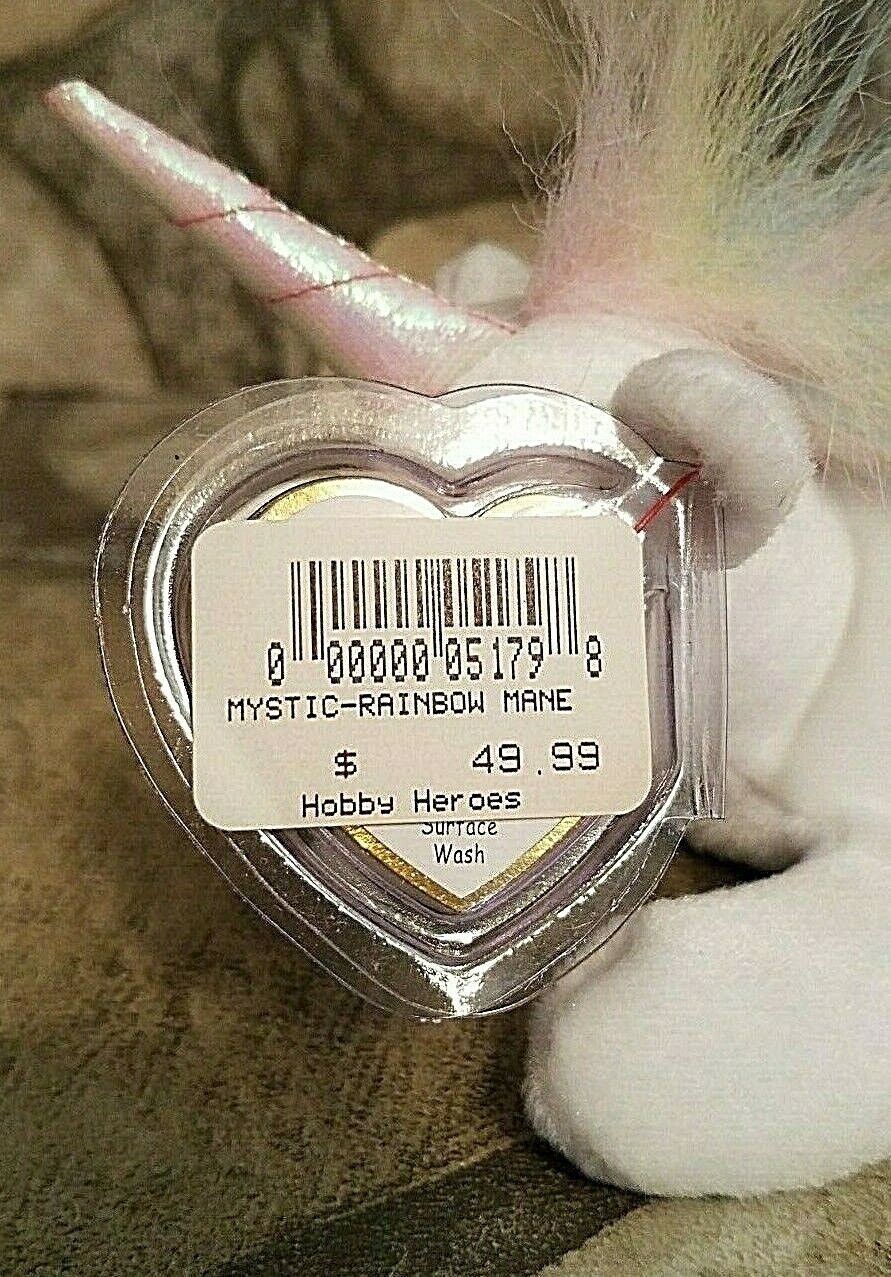 0 00000 05179 8
MYSTIC-RAINBOW MANE
$ 49.99
Hobby Heroes
Surface
Wash